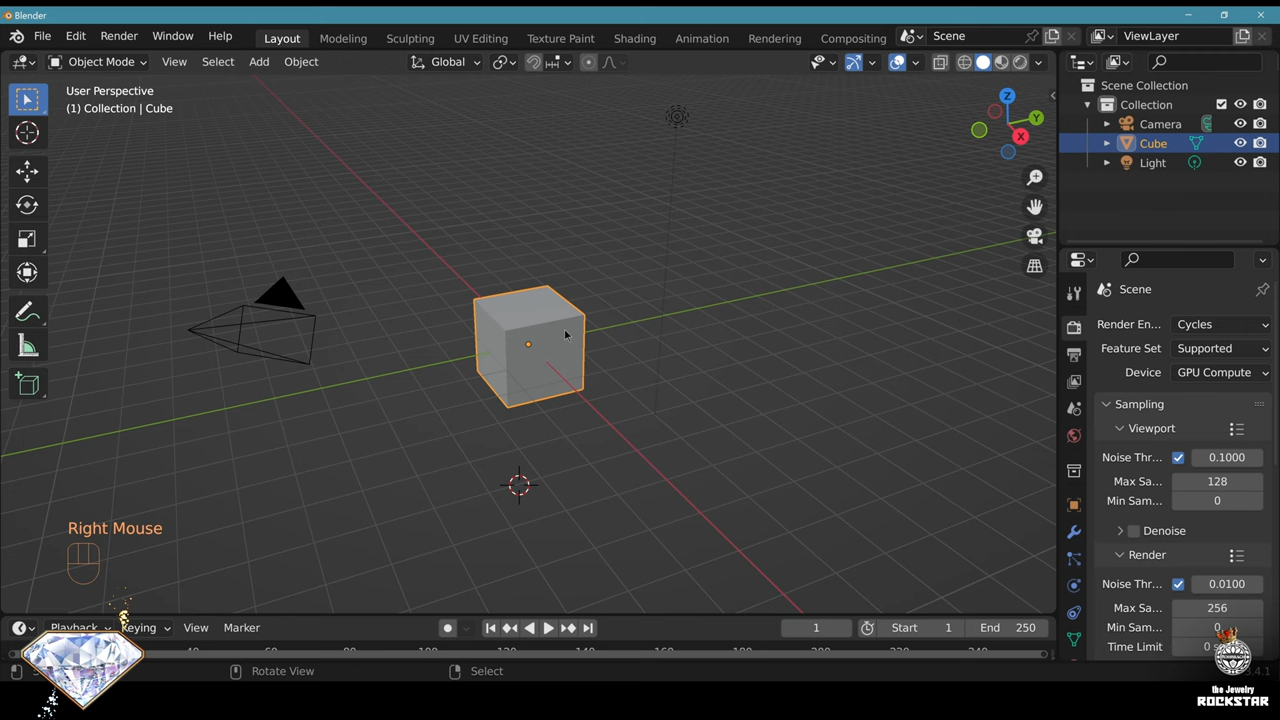 Blender
File Edit Render Window Help Layout Modeling Sculpting UV Editing Texture Paint Shading Animation Rendering Compositing Scene ViewLayer
Object Mode View Select Add Object Global
User Perspective
(1) Collection | Cube
Z
Y
X
Scene Collection
Collection
Camera
Cube
Light
Scene
Render En... Cycles
Feature Set Supported
Device GPU Compute
Sampling
Viewport
Noise Thr... 0.1000
Max Sa... 128
Min Sam... 0
Denoise
Render
Noise Thr... 0.0100
Max Sa... 256
Min Sam... 0
Time Limit
Right Mouse
Playback Keying View Marker 1 Start 1 End 250
Rotate View Select
the Jewelry
ROCKSTAR